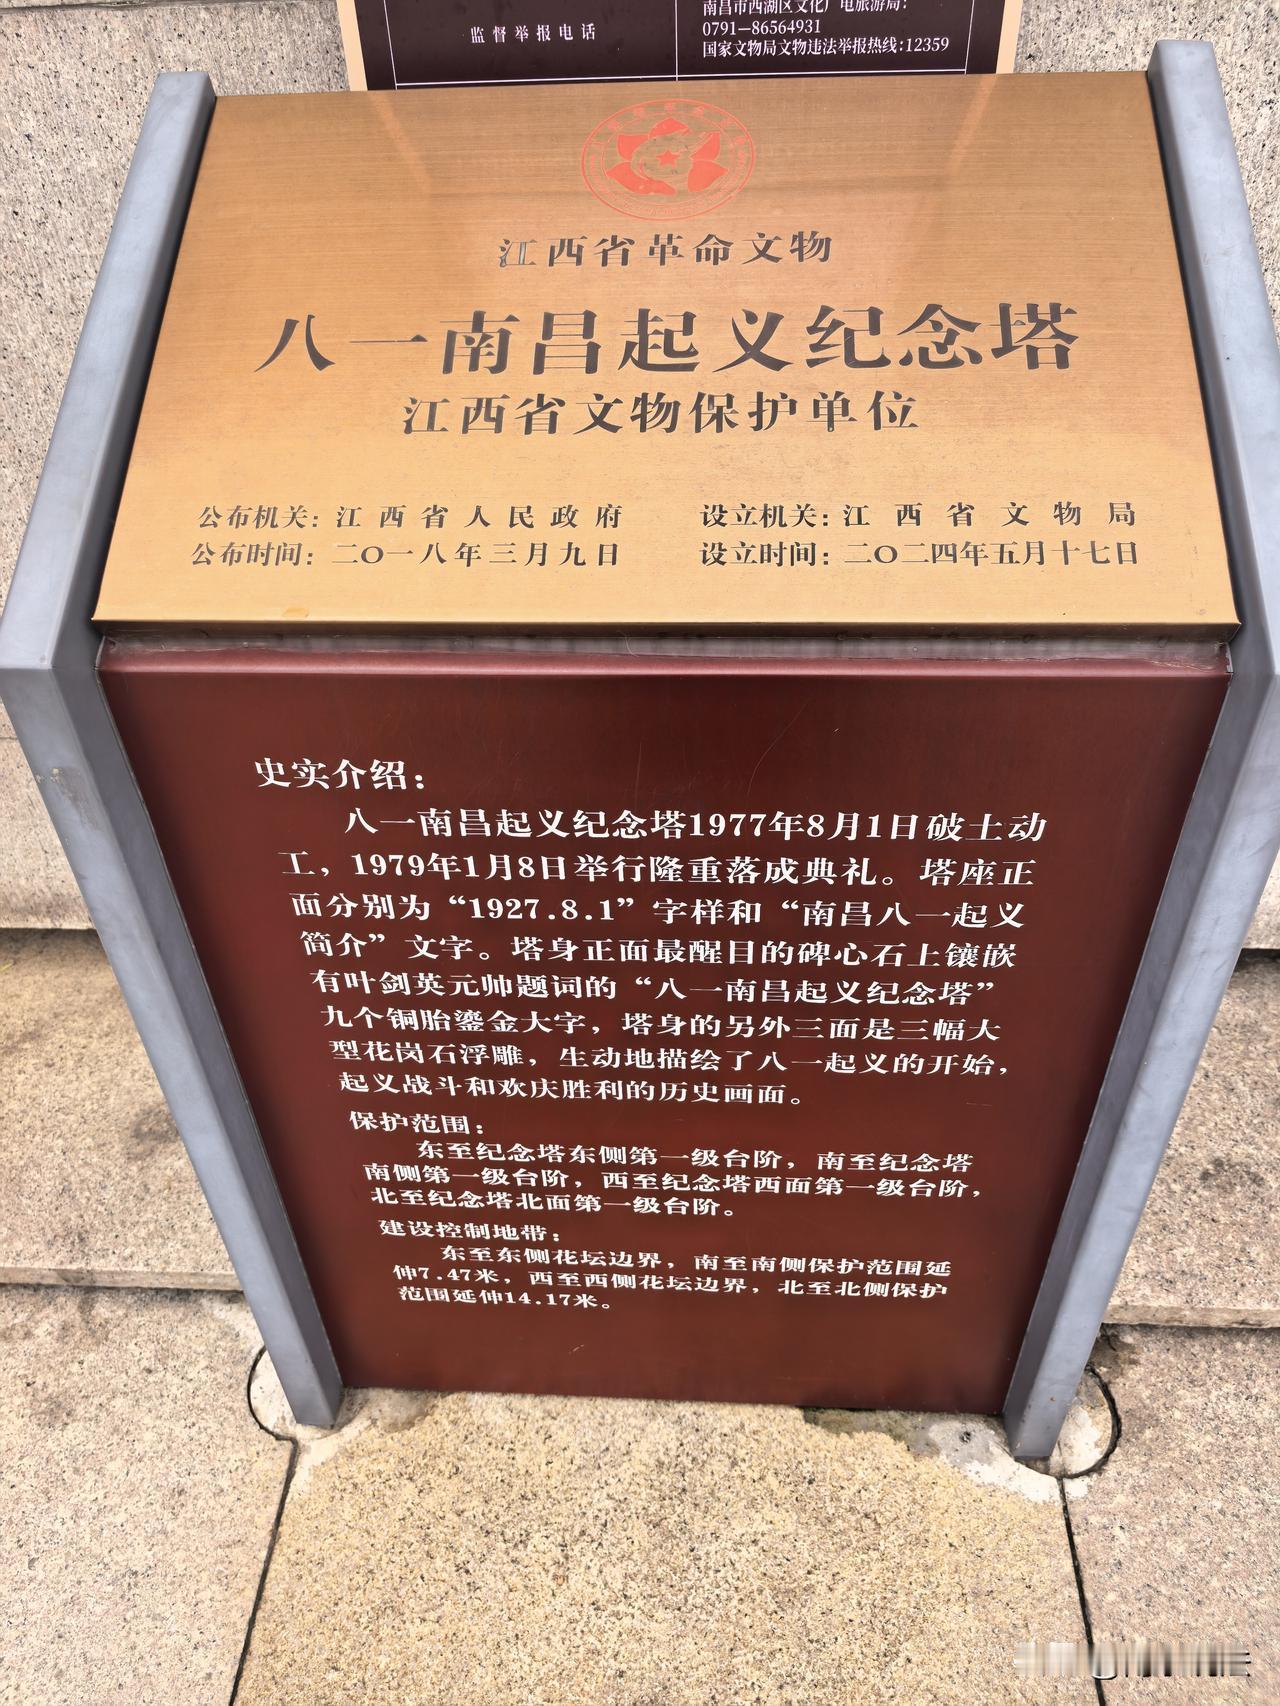 监督举报电话
南昌市西湖区文化广电旅游局:
0791—86564931
国家文物局文物违法举报热线:12359
江西省革命文物
八一南昌起义纪念塔
江西省文物保护单位
公布机关: 江西省人民政府
设立机关: 江西省文物局
公布时间: 二〇一八年三月九日
设立时间: 二〇二四年五月十七日
史实介绍:
八一南昌起义纪念塔1977年8月1日破土动
工，1979年1月8日举行隆重落成典礼。塔座正
面分别为“1927.8.1”字样和“南昌八一起义
简介”文字。塔身正面最醒目的碑心石上镶嵌
有叶剑英元帅题词的“八一南昌起义纪念塔”
九个铜胎鎏金大字，塔身的另外三面是三幅大
型花岗石浮雕，生动地描绘了八一起义的开始，
起义战斗和欢庆胜利的历史画面。
保护范围:
东至纪念塔东侧第一级台阶，南至纪念塔
南侧第一级台阶，西至纪念塔西面第一级台阶，
北至纪念塔北面第一级台阶。
建设控制地带:
东至东侧花坛边界，南至南侧保护范围延
伸7.47米，西至西侧花坛边界，北至北侧保护
范围延伸14.17米。